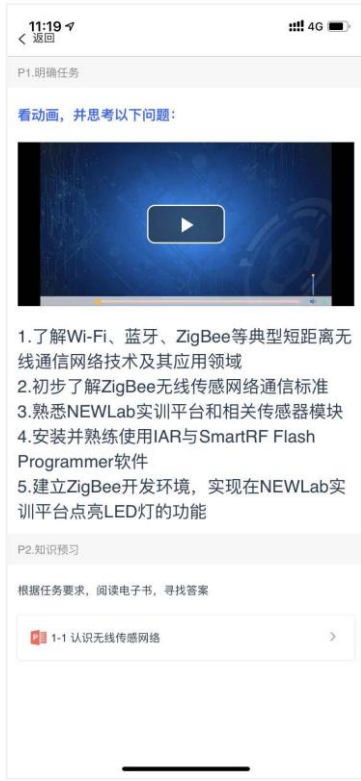 11:19
4G
返回
P1.明确任务
看动画，并思考以下问题：
1.了解Wi-Fi、蓝牙、ZigBee等典型短距离无
线通信网络技术及其应用领域
2.初步了解ZigBee无线传感网络通信标准
3.熟悉NEWLab实训平台和相关传感器模块
4.安装并熟练使用IAR与SmartRF Flash
Programmer软件
5.建立ZigBee开发环境，实现在NEWLab实
训平台点亮LED灯的功能
P2.知识预习
根据任务要求，阅读电子书，寻找答案
P
1-1 认识无线传感网络